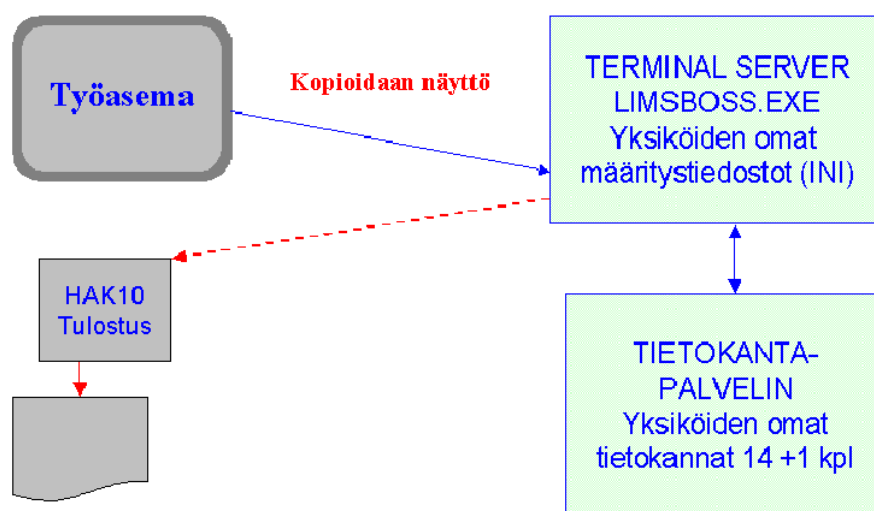 Työasema
Kopioidaan näyttö
TERMINAL SERVER
LIMSBOSS.EXE
Yksiköiden omat
määritystiedostot (INI)
HAK10
Tulostus
TIETOKANTA-
PALVELIN
Yksiköiden omat
tietokannat 14 +1 kpl